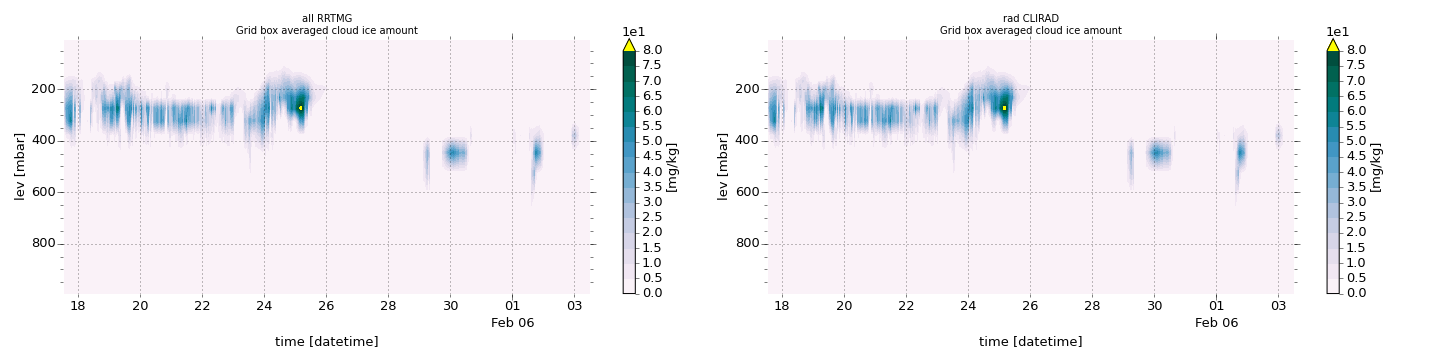 all RRTMG
Grid box averaged cloud ice amount
1e1
8.0
7.5
7.0
6.5
6.0
5.5
5.0
4.5
4.0
3.5
3.0
2.5
2.0
1.5
1.0
0.5
0.0
[mg/kg]
lev [mbar]
200
400
600
800
18 20 22 24 26 28 30 01 03
Feb 06
time [datetime]
rad CLIRAD
Grid box averaged cloud ice amount
1e1
8.0
7.5
7.0
6.5
6.0
5.5
5.0
4.5
4.0
3.5
3.0
2.5
2.0
1.5
1.0
0.5
0.0
[mg/kg]
lev [mbar]
200
400
600
800
18 20 22 24 26 28 30 01 03
Feb 06
time [datetime]